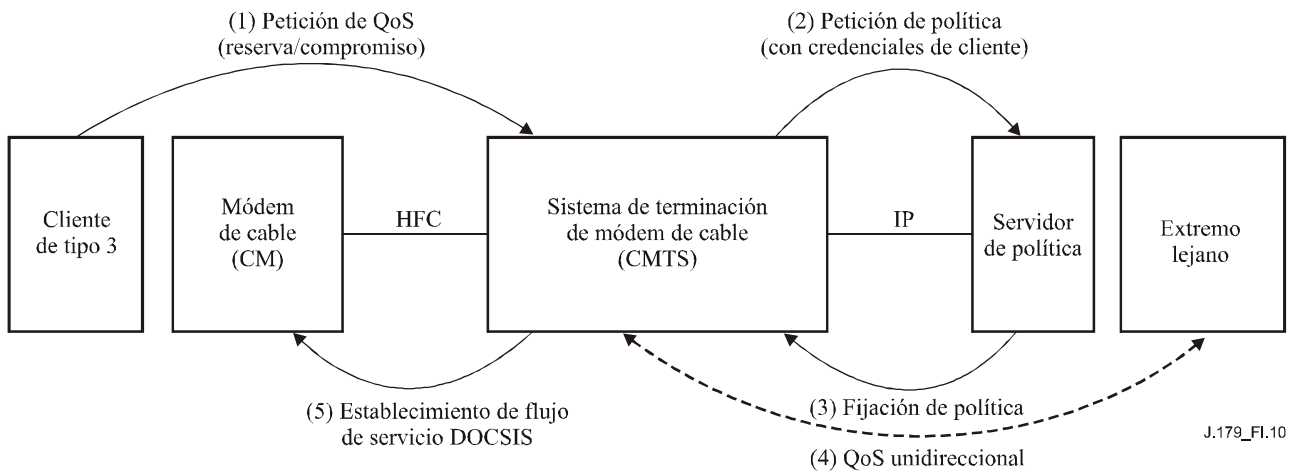 (1) Petición de QoS
(reserva/compromiso)
(2) Petición de política
(con credenciales de cliente)
Cliente
de tipo 3
Módem
de cable
(CM)
HFC
Sistema de terminación
de módem de cable
(CMTS)
IP
Servidor
de política
Extremo
lejano
(5) Establecimiento de flujo
de servicio DOCSIS
(3) Fijación de política
(4) QoS unidireccional
J.179_FI.10